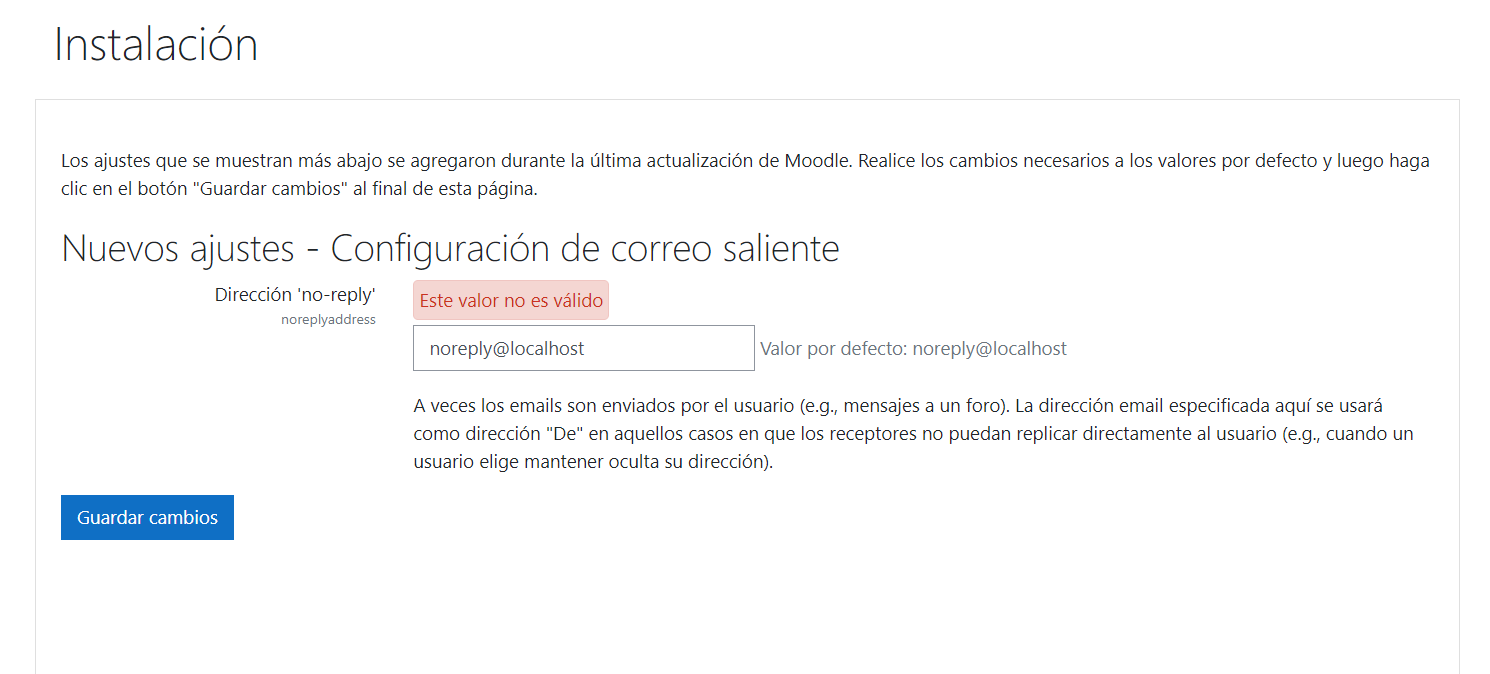 Instalación
Los ajustes que se muestran más abajo se agregaron durante la última actualización de Moodle. Realice los cambios necesarios a los valores por defecto y luego haga
clic en el botón "Guardar cambios" al final de esta página.
Nuevos ajustes - Configuración de correo saliente
Dirección 'no-reply'
noreplyaddress
Este valor no es válido
noreply@localhost Valor por defecto: noreply@localhost
A veces los emails son enviados por el usuario (e.g., mensajes a un foro). La dirección email especificada aquí se usará
como dirección "De" en aquellos casos en que los receptores no puedan replicar directamente al usuario (e.g., cuando un
usuario elige mantener oculta su dirección).
Guardar cambios